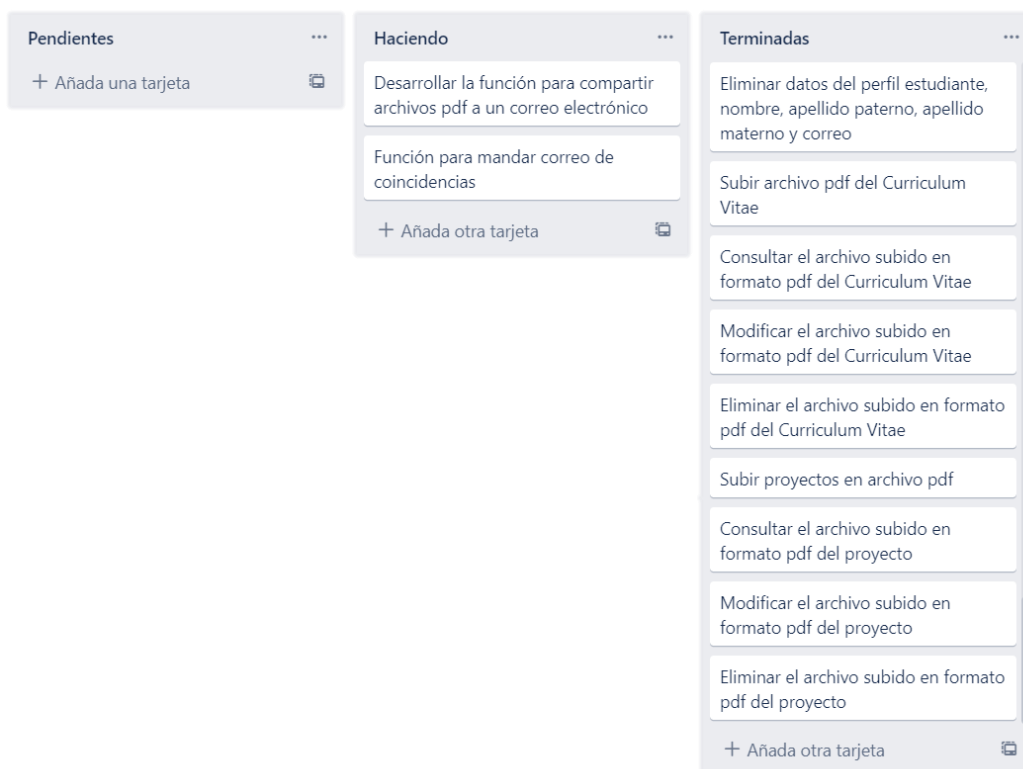 Pendientes
Añada una tarjeta
Haciendo
Desarrollar la función para compartir
archivos pdf a un correo electrónico
Función para mandar correo de
coincidencias
Añada otra tarjeta
Terminadas
Eliminar datos del perfil estudiante,
nombre, apellido paterno, apellido
materno y correo
Subir archivo pdf del Curriculum
Vitae
Consultar el archivo subido en
formato pdf del Curriculum Vitae
Modificar el archivo subido en
formato pdf del Curriculum Vitae
Eliminar el archivo subido en formato
pdf del Curriculum Vitae
Subir proyectos en archivo pdf
Consultar el archivo subido en
formato pdf del proyecto
Modificar el archivo subido en
formato pdf del proyecto
Eliminar el archivo subido en formato
pdf del proyecto
Añada otra tarjeta